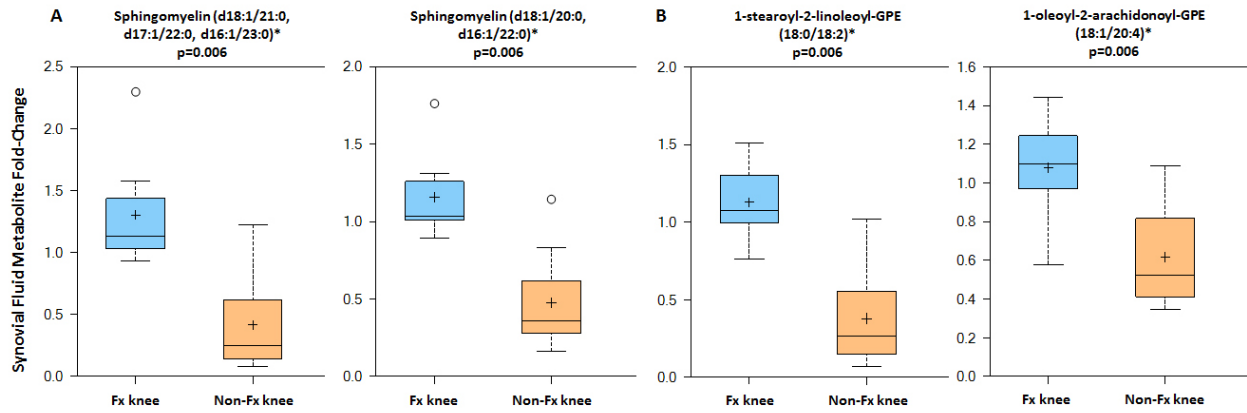 A
Sphingomyelin (d18:1/21:0,
d17:1/22:0, d16:1/23:0)*
p=0.006
Sphingomyelin (d18:1/20:0,
d16:1/22:0)*
p=0.006
B
1-stearoyl-2-linoleoyl-GPE
(18:0/18:2)*
p=0.006
1-oleoyl-2-arachidonoyl-GPE
(18:1/20:4)*
p=0.006
Synovial Fluid Metabolite Fold-Change
2.5
2.0
1.5
1.0
0.5
0.0
Fx knee Non-Fx knee
2.0
1.5
1.0
0.5
0.0
Fx knee Non-Fx knee
2.0
1.5
1.0
0.5
0.0
Fx knee Non-Fx knee
1.6
1.4
1.2
1.0
0.8
0.6
0.4
0.2
0.0
Fx knee Non-Fx knee